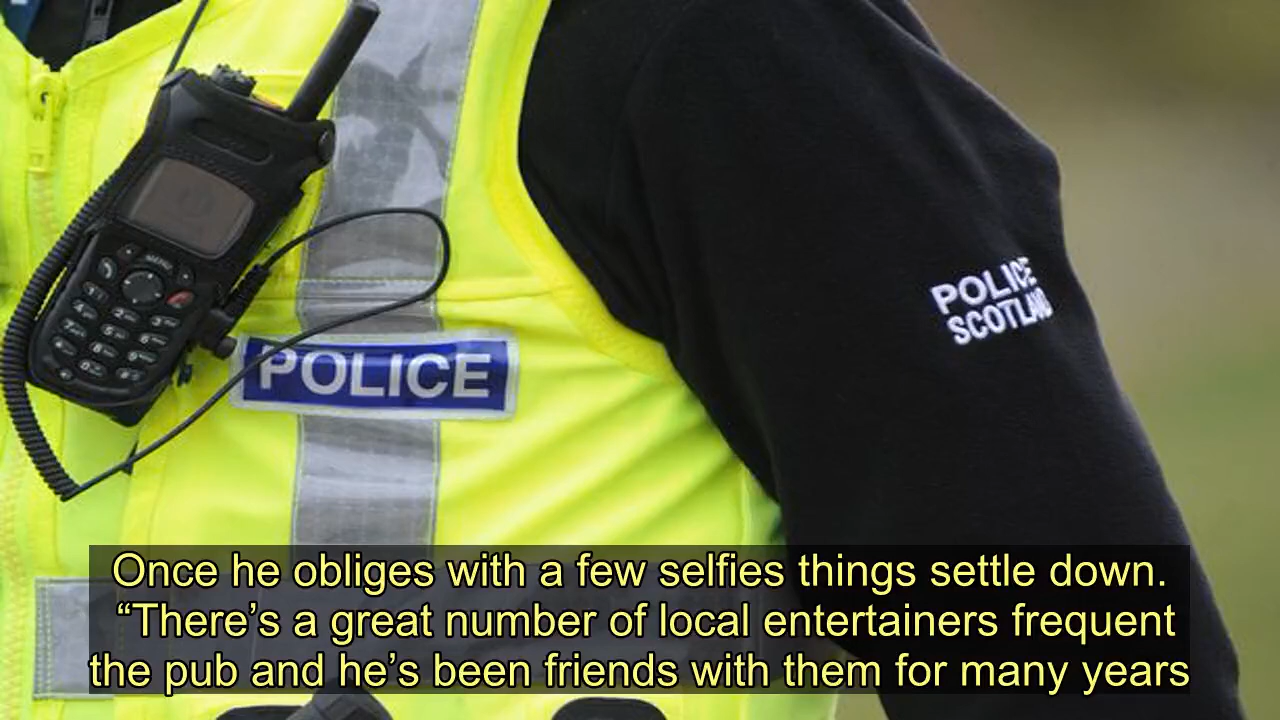 POLICE
SCOTLAND
POLICE
Once he obliges with a few selfies things settle down.
“There’s a great number of local entertainers frequent
the pub and he’s been friends with them for many years